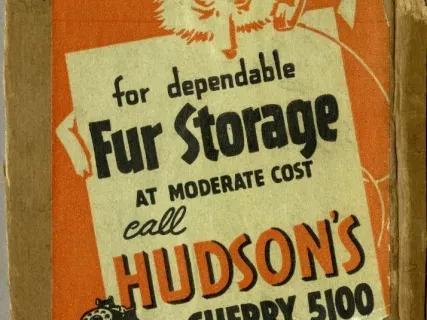 for dependable
Fur Storage
AT MODERATE COST
call
HUDSON'S
CHERRY 5100